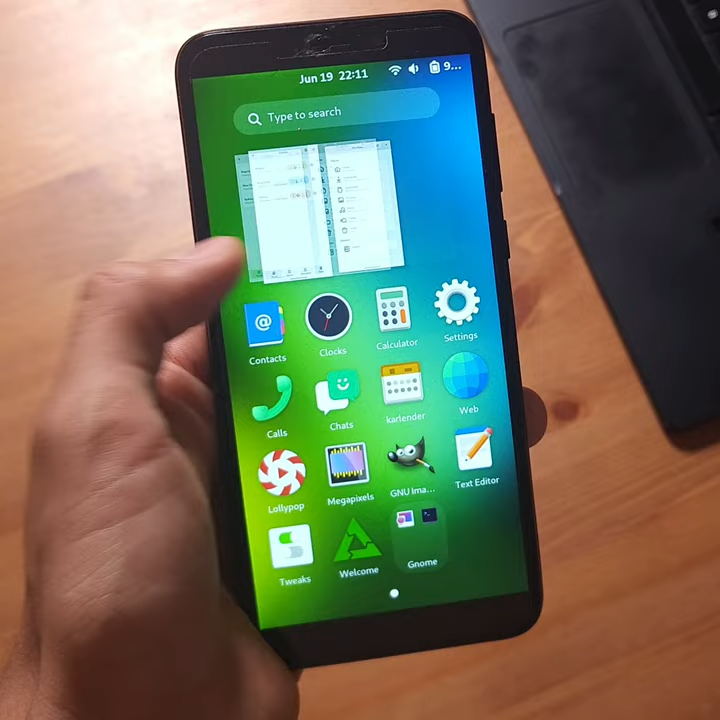 Jun 19 22:11
9...
Type to search
Contacts
Clocks
Calculator
Settings
Calls
Chats
karlender
Web
Lollypop
Megapixels
GNU Ima...
Text Editor
Tweaks
Welcome
Gnome